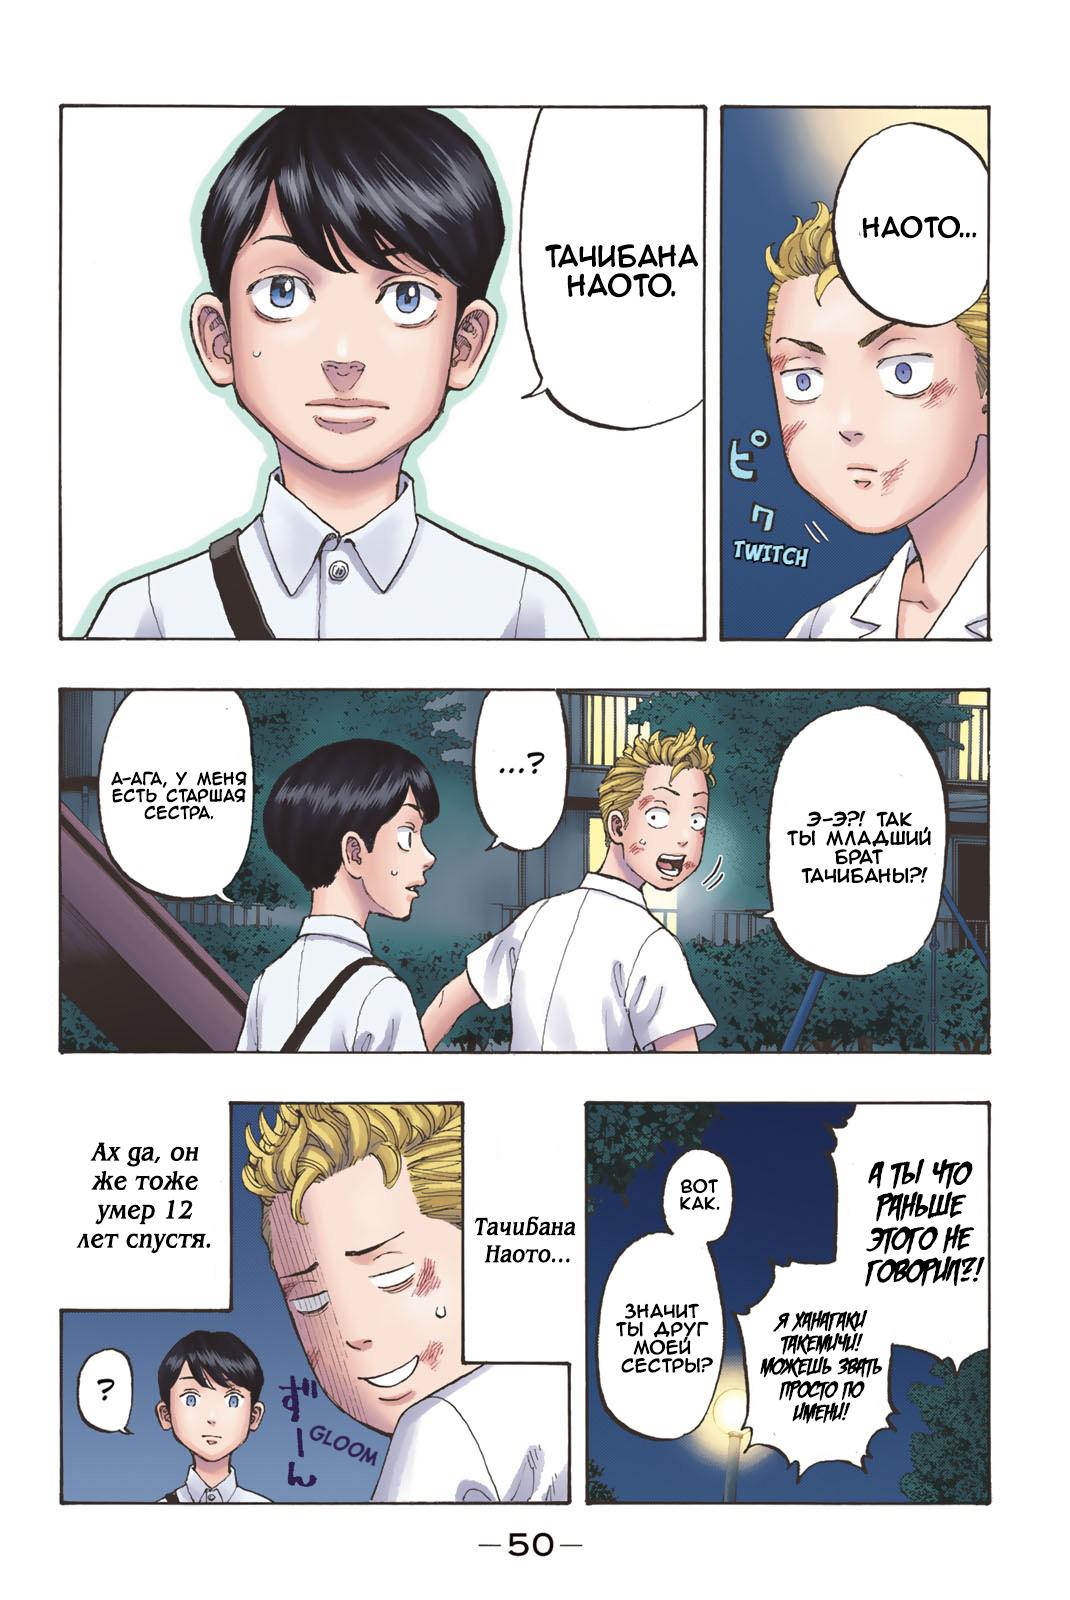 НАОТО...
ピク
TWITCH
ТАЧИБАНА
НАОТО.
Э-Э?! ТАК
ТЫ МЛАДШИЙ
БРАТ
ТАЧИБАНЫ?!
...?
А-АГА, У МЕНЯ
ЕСТЬ СТАРШАЯ
СЕСТРА.
А ТЫ ЧТО
РАНЬШЕ
ЭТОГО НЕ
ГОВОРИЛ?!
Я ХАНАГАКИ
ТАКЕМИЧИ!
МОЖЕШЬ ЗВАТЬ
ПРОСТО ПО
ИМЕНИ!
ВОТ
КАК.
ЗНАЧИТ
ТЫ ДРУГ
МОЕЙ
СЕСТРЫ?
Тачибана
Наото...
Ах да, он
же тоже
умер 12
лет спустя.
ずーん
GLOOM
?
—50—